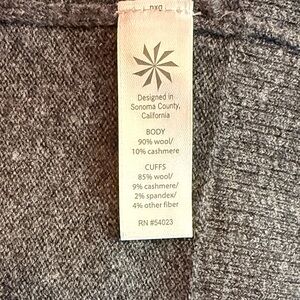 Designed in
Sonoma County,
California
BODY
90% wool/
10% cashmere
CUFFS
85% wool/
9% cashmere/
2% spandex/
4% other fiber
RN #54023